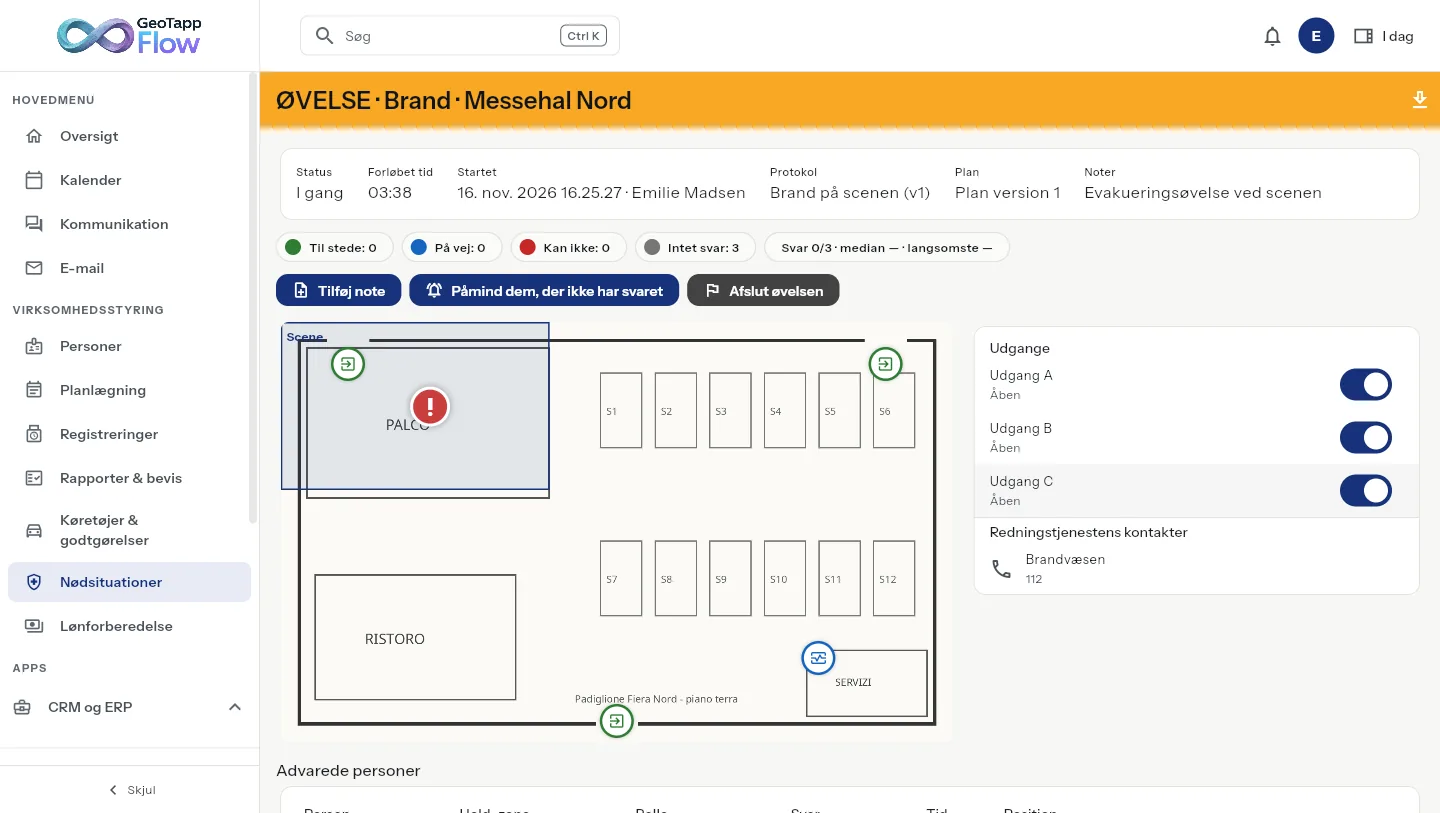 GeoTapp
Flow
Søg
Ctrl K
E
I dag
HOVEDMENU
Oversigt
Kalender
Kommunikation
E-mail
VIRKSOMHEDSSTYRING
Personer
Planlægning
Registreringer
Rapporter & bevis
Køretøjer &
godtgørelser
Nødsituationer
Lønforberedelse
APPS
CRM og ERP
Skjul
ØVELSE · Brand · Messehal Nord
Status
I gang
Forløbet tid
03:38
Startet
16. nov. 2026 16.25.27 · Emilie Madsen
Protokol
Brand på scenen (v1)
Plan
Plan version 1
Noter
Evakueringsøvelse ved scenen
Til stede: 0
På vej: 0
Kan ikke: 0
Intet svar: 3
Svar 0/3 · median — · langsomste —
Tilføj note
Påmind dem, der ikke har svaret
Afslut øvelsen
Scene
PALCO
S1
S2
S3
S4
S5
S6
S7
S8
S9
S10
S11
S12
RISTORO
SERVIZI
Padiglione Fiera Nord - piano terra
Udgange
Udgang A
Åben
Udgang B
Åben
Udgang C
Åben
Redningstjenestens kontakter
Brandvæsen
112
Advarede personer